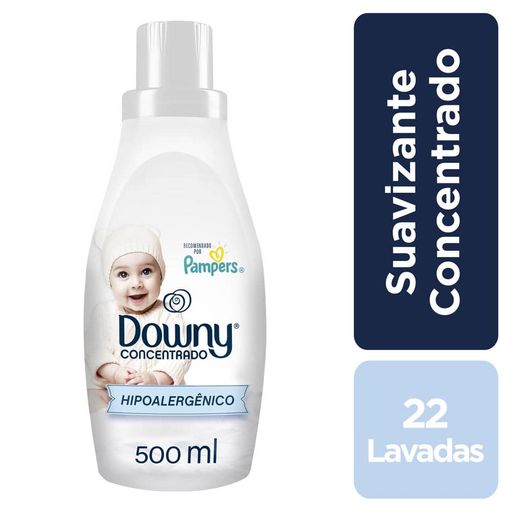 RECOMENDADO
POR
Pampers®
Downy®
CONCENTRADO
HIPOALERGÊNICO
500 ml
Suavizante
Concentrado
22
Lavadas